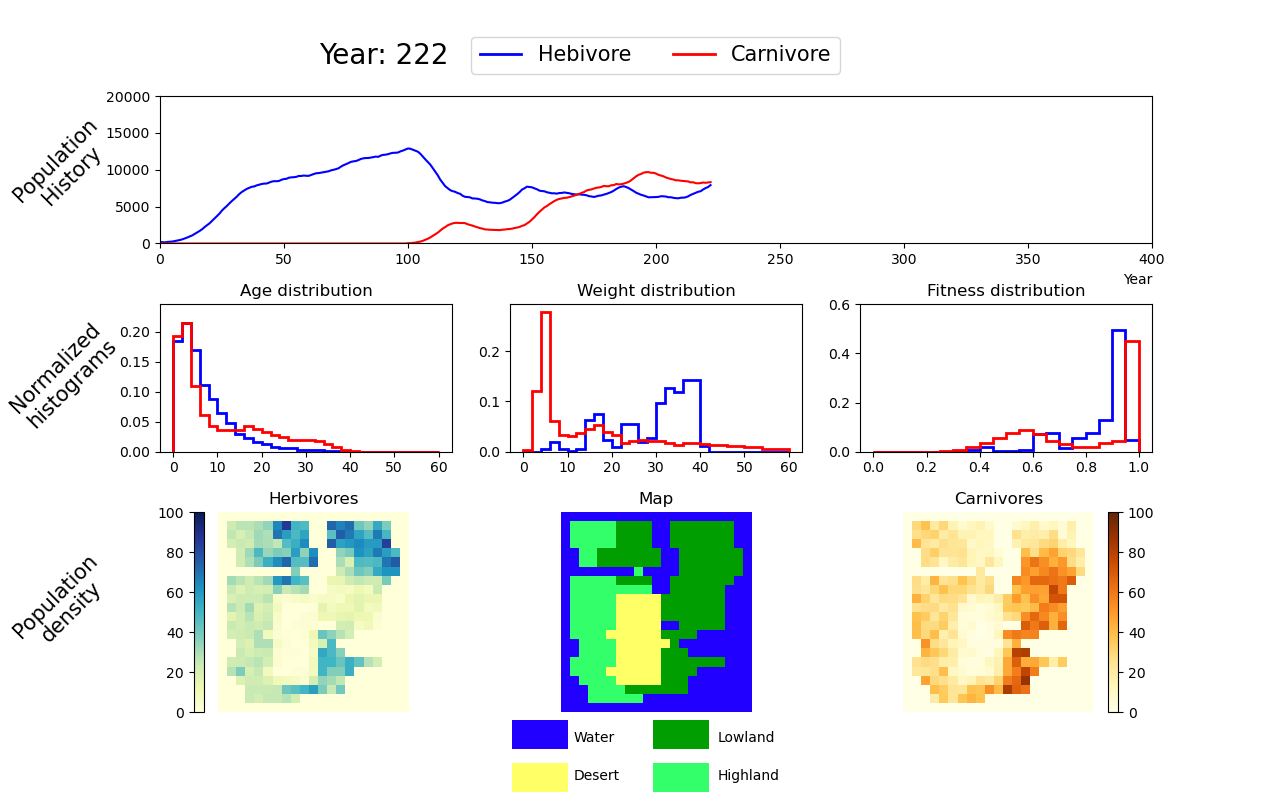 Year: 222
Hebivore
Carnivore
Population
History
20000
15000
10000
5000
0
0 50 100 150 200 250 300 350 400
Year
Normalized
histograms
Age distribution
0.20
0.15
0.10
0.05
0.00
0 10 20 30 40 50 60
Weight distribution
0.2
0.1
0.0
0 10 20 30 40 50 60
Fitness distribution
0.6
0.4
0.2
0.0
0.0 0.2 0.4 0.6 0.8 1.0
Population
density
Herbivores
100
80
60
40
20
0
Map
Carnivores
100
80
60
40
20
0
Water
Lowland
Desert
Highland